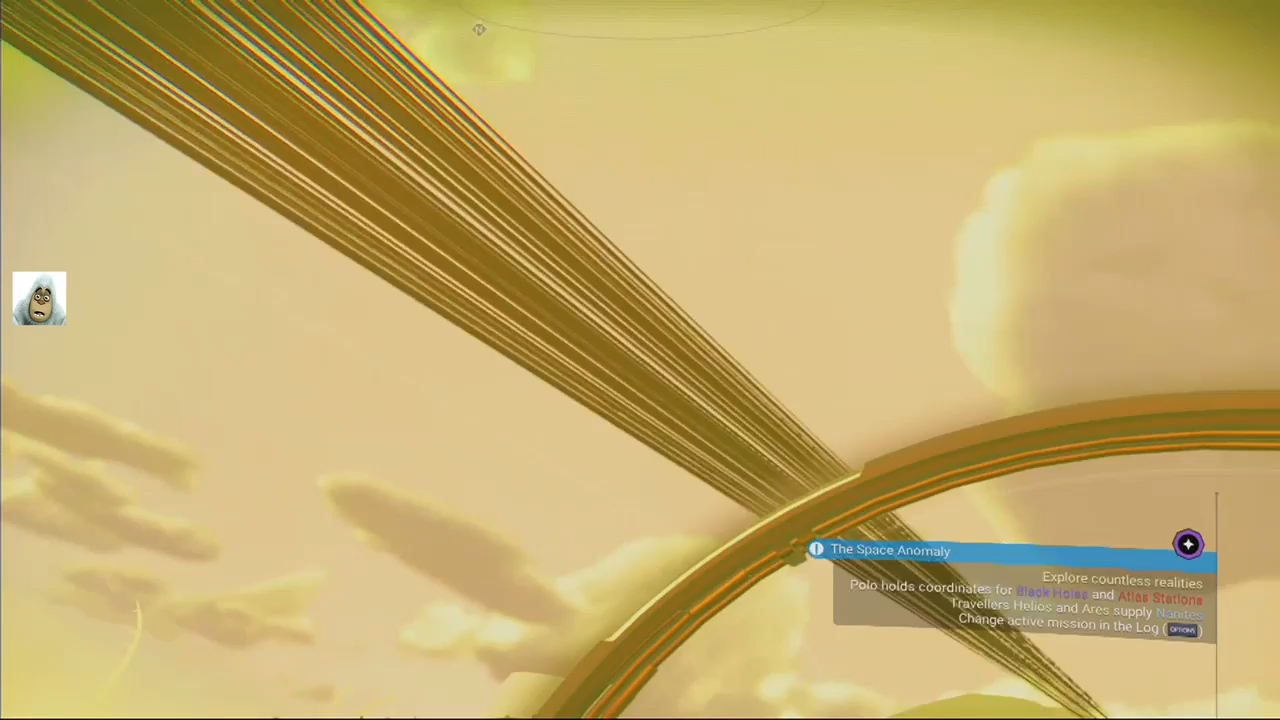 N
The Space Anomaly
Explore countless realities
Polo holds coordinates for Black Holes and Atlas Stations
Travellers Helios and Ares supply Nanites
Change active mission in the Log (OPTIONS)